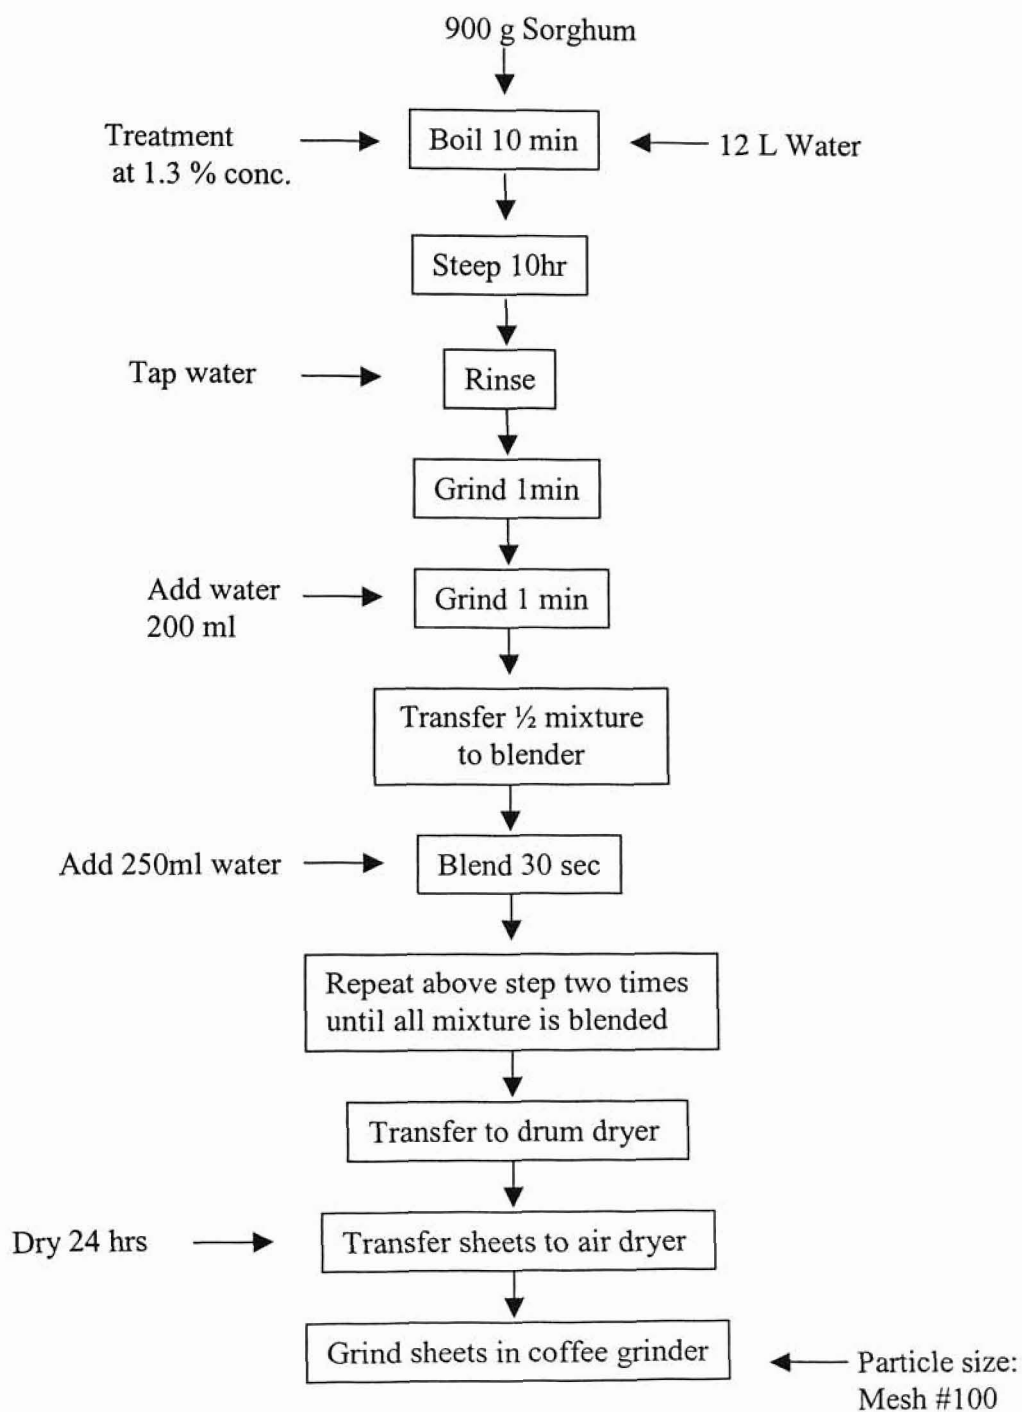 900 g Sorghum
Treatment
at 1.3 % conc.
Boil 10 min
12 L Water
Steep 10hr
Tap water
Rinse
Grind 1min
Add water
200 ml
Grind 1 min
Transfer ½ mixture
to blender
Add 250ml water
Blend 30 sec
Repeat above step two times
until all mixture is blended
Transfer to drum dryer
Dry 24 hrs
Transfer sheets to air dryer
Grind sheets in coffee grinder
Particle size:
Mesh #100